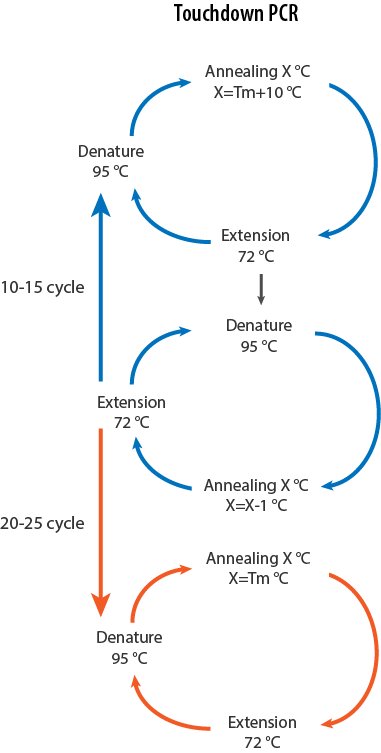 Touchdown PCR
Annealing X °C
X=Tm+10 °C
Denature
95 °C
Extension
72 °C
10-15 cycle
Denature
95 °C
Extension
72 °C
Annealing X °C
X=X-1 °C
20-25 cycle
Annealing X °C
X=Tm °C
Denature
95 °C
Extension
72 °C